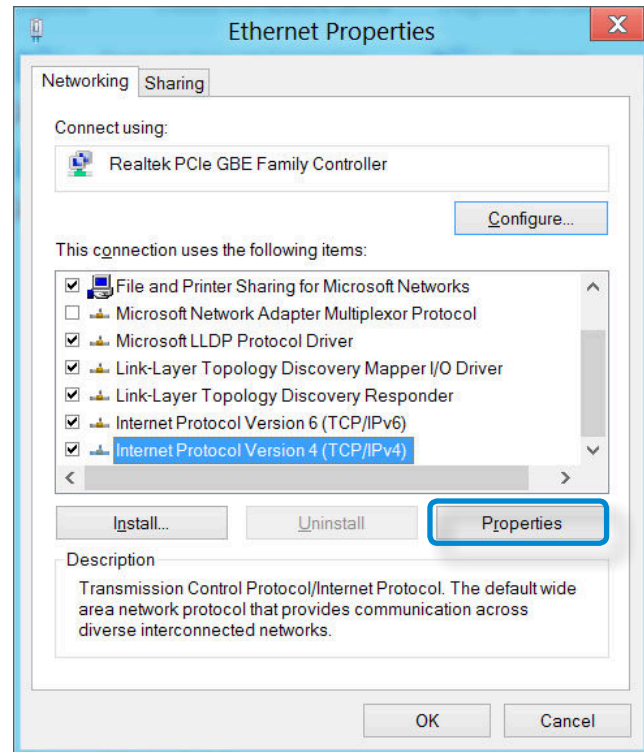 Ethernet Properties
Networking
Sharing
Connect using:
Realtek PCIe GBE Family Controller
Configure...
This connection uses the following items:
File and Printer Sharing for Microsoft Networks
Microsoft Network Adapter Multiplexor Protocol
Microsoft LLDP Protocol Driver
Link-Layer Topology Discovery Mapper I/O Driver
Link-Layer Topology Discovery Responder
Internet Protocol Version 6 (TCP/IPv6)
Internet Protocol Version 4 (TCP/IPv4)
Install...
Uninstall
Properties
Description
Transmission Control Protocol/Internet Protocol. The default wide
area network protocol that provides communication across
diverse interconnected networks.
OK
Cancel